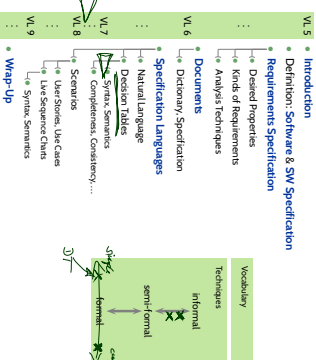 VL 5
• Introduction
• Definition: Software & SW Specification
• Requirements Specification
• Desired Properties
• Kinds of Requirements
• Analysis Techniques
VL 6
• Documents
• Dictionary, Specification
• Specification Languages
• Natural Language
• Decision Tables
VL 7
• Syntax, Semantics
• Completeness, Consistency, ...
VL 8
• Scenarios
• User Stories, Use Cases
• Live Sequence Charts
VL 9
• Syntax, Semantics
• Wrap-Up
Vocabulary
Techniques
informal
semi-formal
formal
DT